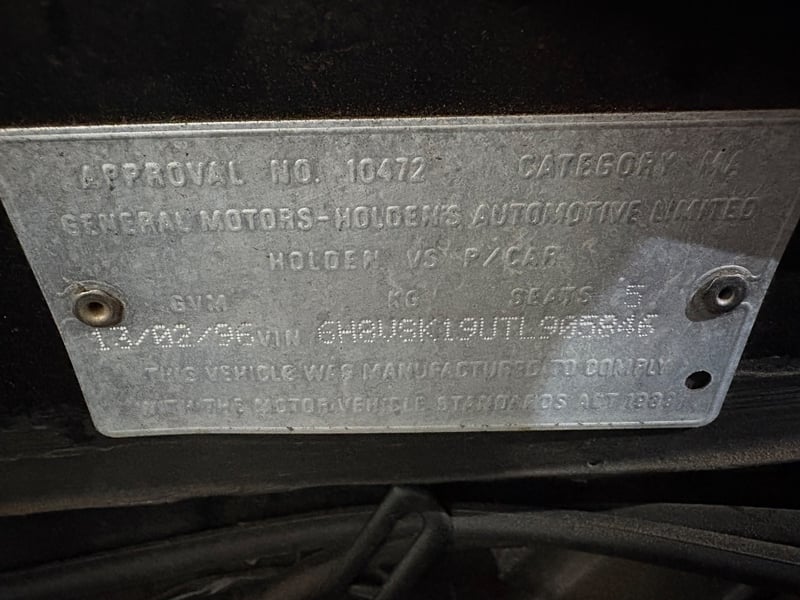 APPROVAL NO. 10472 CATEGORY MA
GENERAL MOTORS-HOLDEN'S AUTOMOTIVE LIMITED
HOLDEN VS P/CAR
GVM KG SEATS 5
13/02/96 VIN 6H8VSK19UTL905846
THIS VEHICLE WAS MANUFACTURED TO COMPLY
WITH THE MOTOR VEHICLE STANDARDS ACT 1989